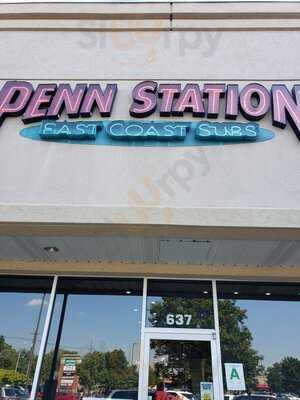 PENN STATION
EAST COAST SUBS
637
A